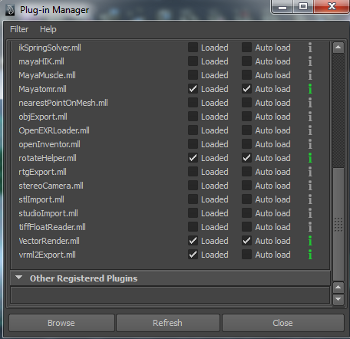 Plug-in Manager
Filter Help
ikSpringSolver.mll Loaded Auto load
mayaHIK.mll Loaded Auto load
MayaMuscle.mll Loaded Auto load
Mayatomr.mll Loaded Auto load
nearestPointOnMesh.mll Loaded Auto load
objExport.mll Loaded Auto load
OpenEXRLoader.mll Loaded Auto load
openInventor.mll Loaded Auto load
rotateHelper.mll Loaded Auto load
rtgExport.mll Loaded Auto load
stereoCamera.mll Loaded Auto load
stlImport.mll Loaded Auto load
studioImport.mll Loaded Auto load
tiffFloatReader.mll Loaded Auto load
VectorRender.mll Loaded Auto load
vrml2Export.mll Loaded Auto load
Other Registered Plugins
Browse Refresh Close